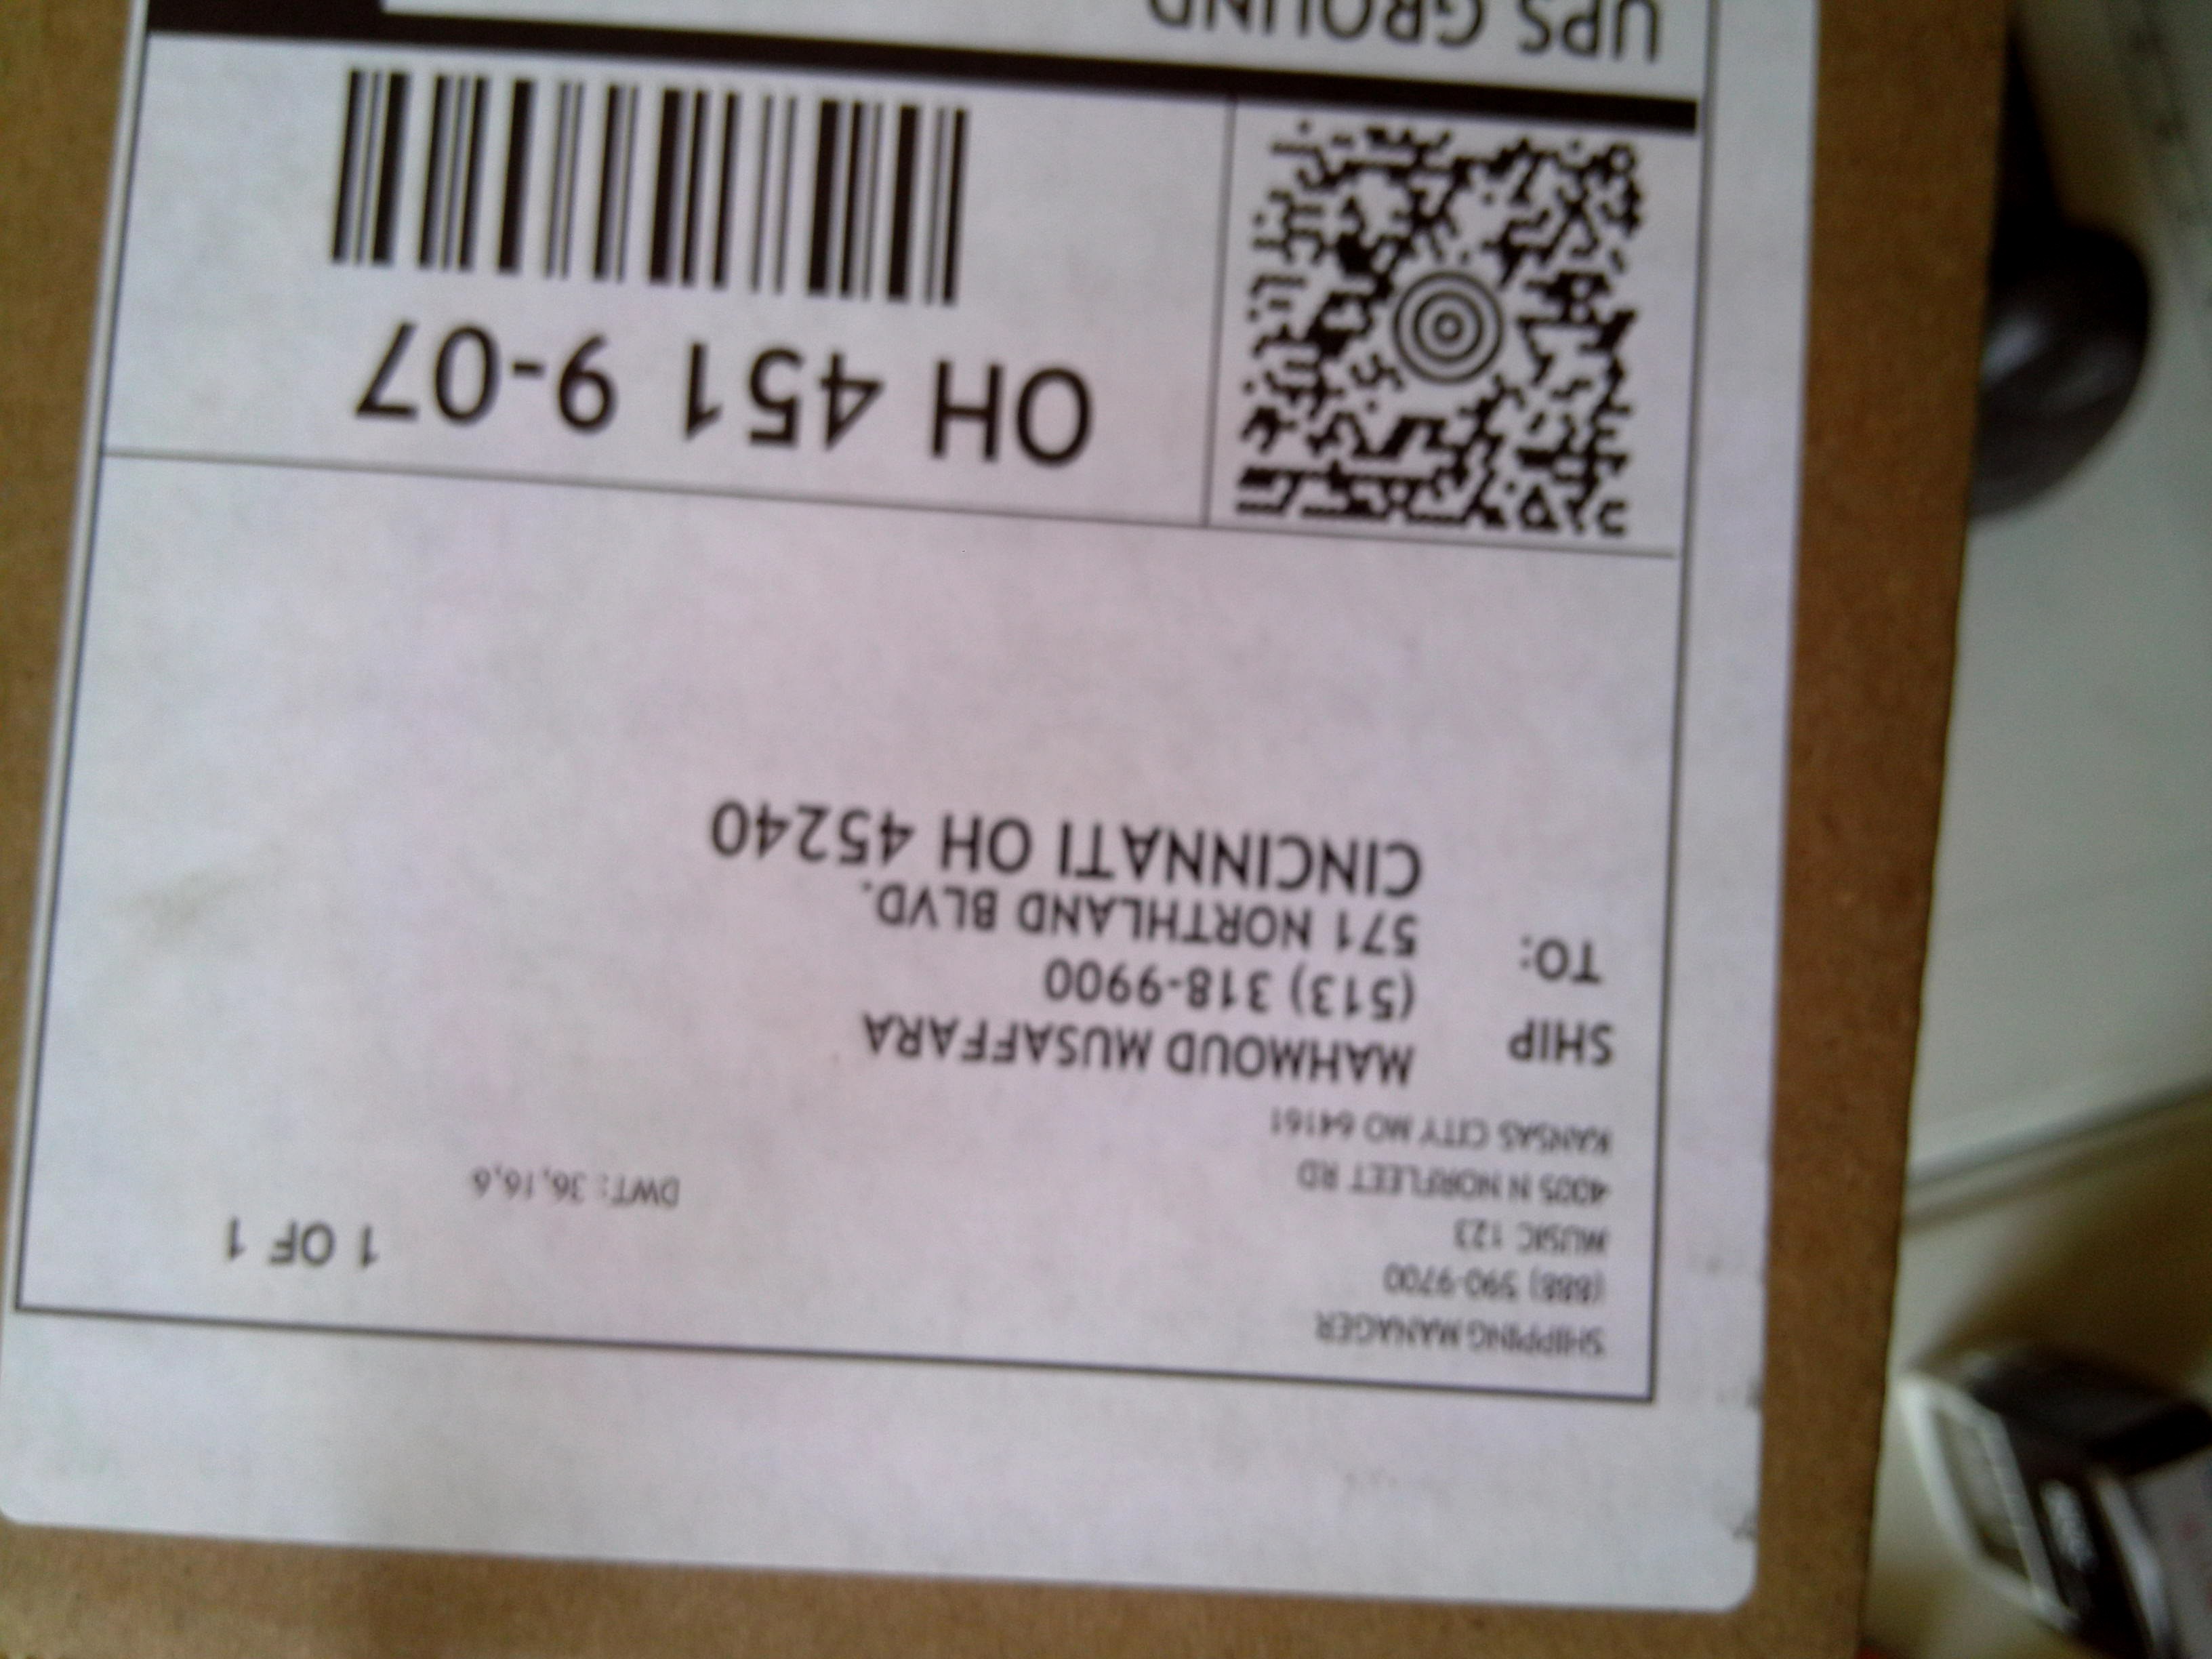 SHIPPING MANAGER
(888) 590-9700
MUSIC 123
4005 N NORFLEET RD
KANSAS CITY MO 64161
1 OF 1
DWT: 36,16,6
SHIP
TO:
MAHMOUD MUSAFFARA
(513) 318-9900
571 NORTHLAND BLVD.
CINCINNATI OH 45240
OH 451 9-07
UPS GROUND